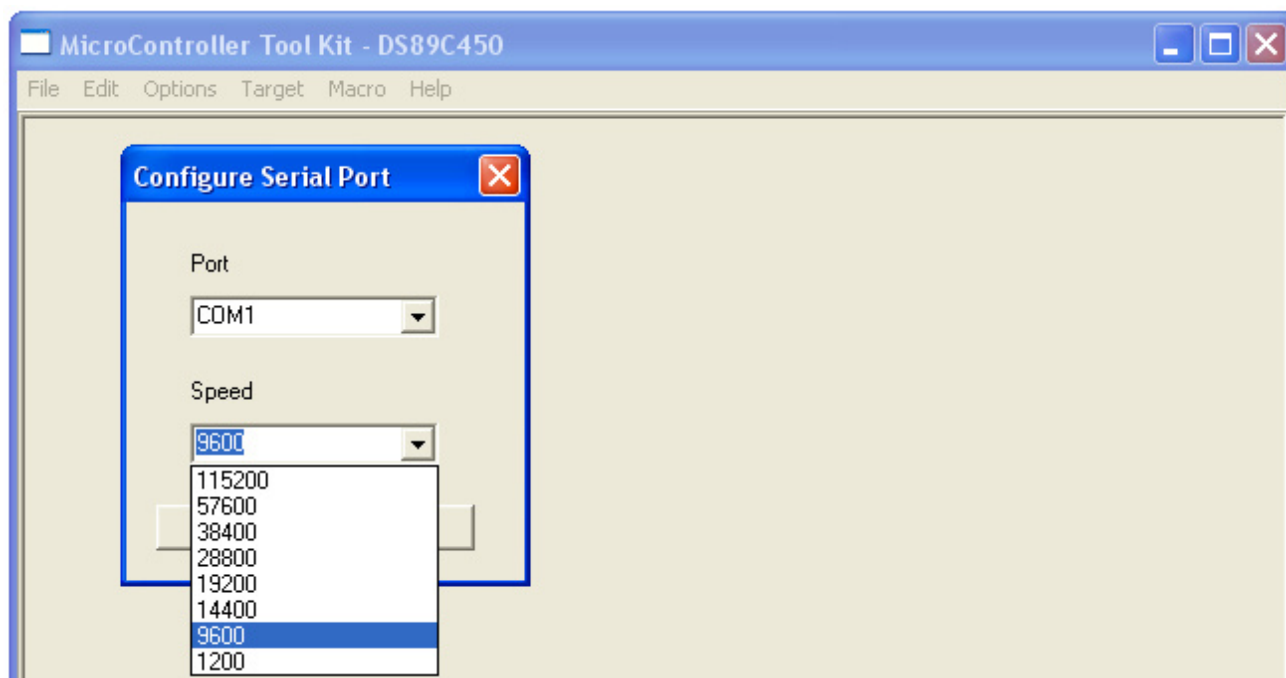 MicroController Tool Kit - DS89C450
File Edit Options Target Macro Help
Configure Serial Port
Port
COM1
Speed
9600
115200
57600
38400
28800
19200
14400
9600
1200